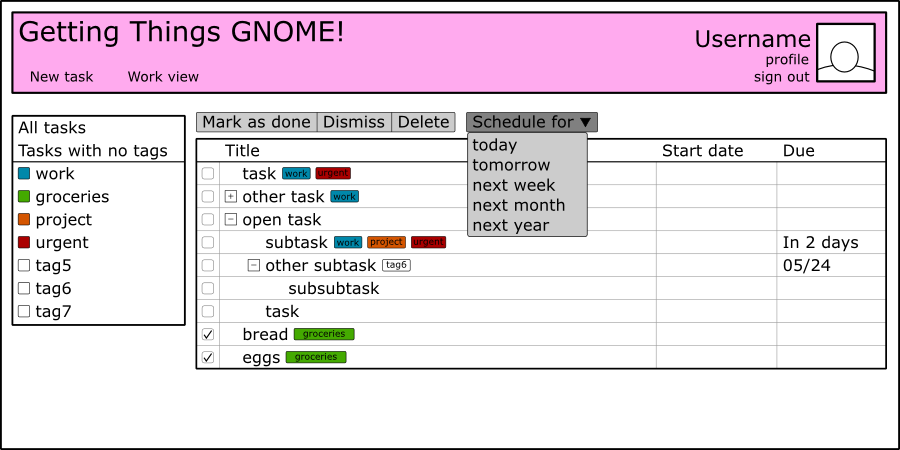 Getting Things GNOME!
Username
profile
New task Work view sign out
All tasks
Tasks with no tags
work
groceries
project
urgent
tag5
tag6
tag7
Mark as done Dismiss Delete Schedule for ▼
today
tomorrow
next week
next month
next year
Title Start date Due
task work urgent
+ other task work
− open task
subtask work project urgent In 2 days
− other subtask tag6 05/24
subsubtask
task
bread groceries
eggs groceries